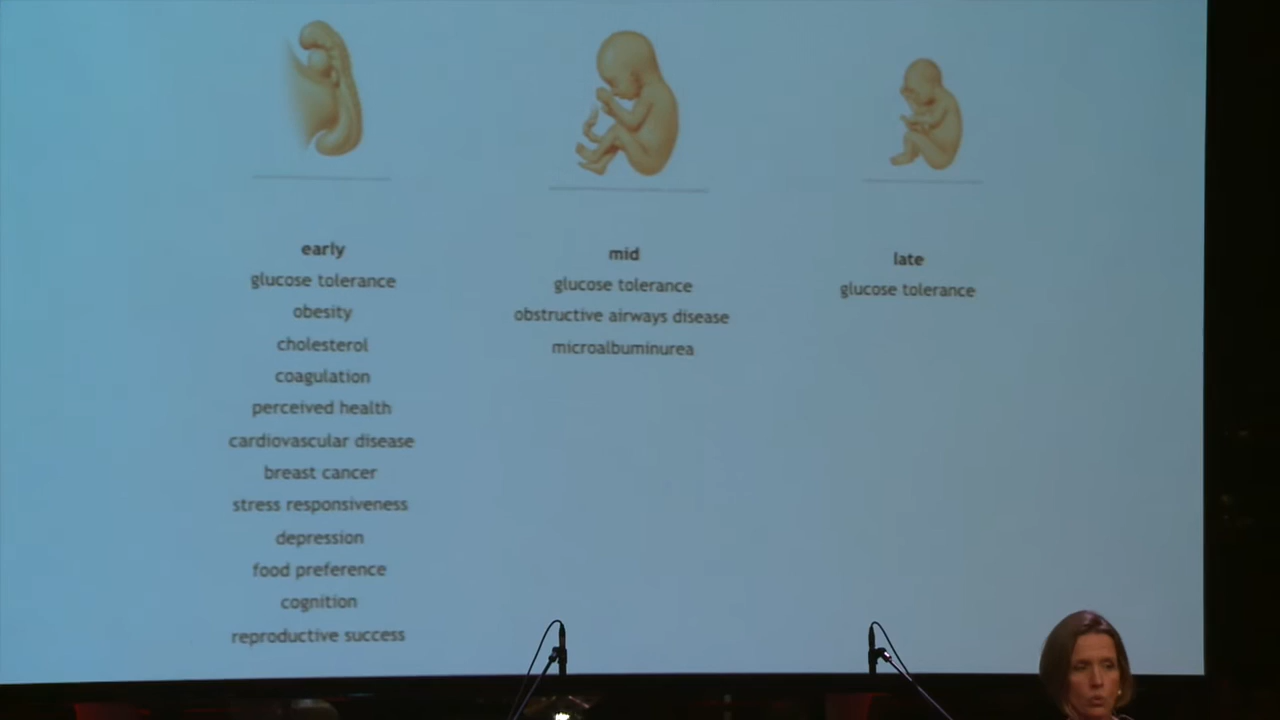 early
glucose tolerance
obesity
cholesterol
coagulation
perceived health
cardiovascular disease
breast cancer
stress responsiveness
depression
food preference
cognition
reproductive success
mid
glucose tolerance
obstructive airways disease
microalbuminurea
late
glucose tolerance